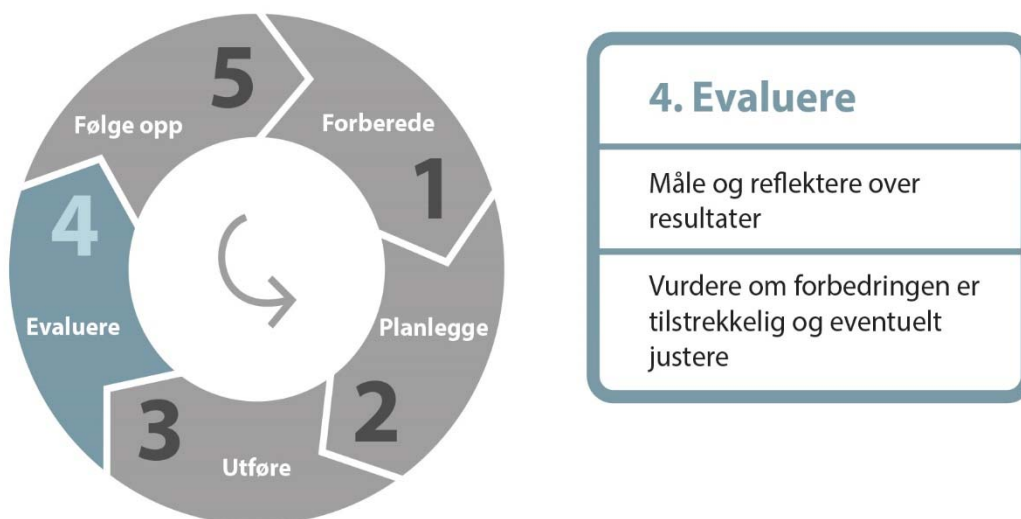 5
Følge opp
Forberede
1
4
Evaluere
Planlegge
3
2
Utføre
4. Evaluere
Måle og reflektere over
resultater
Vurdere om forbedringen er
tilstrekkelig og eventuelt
justere